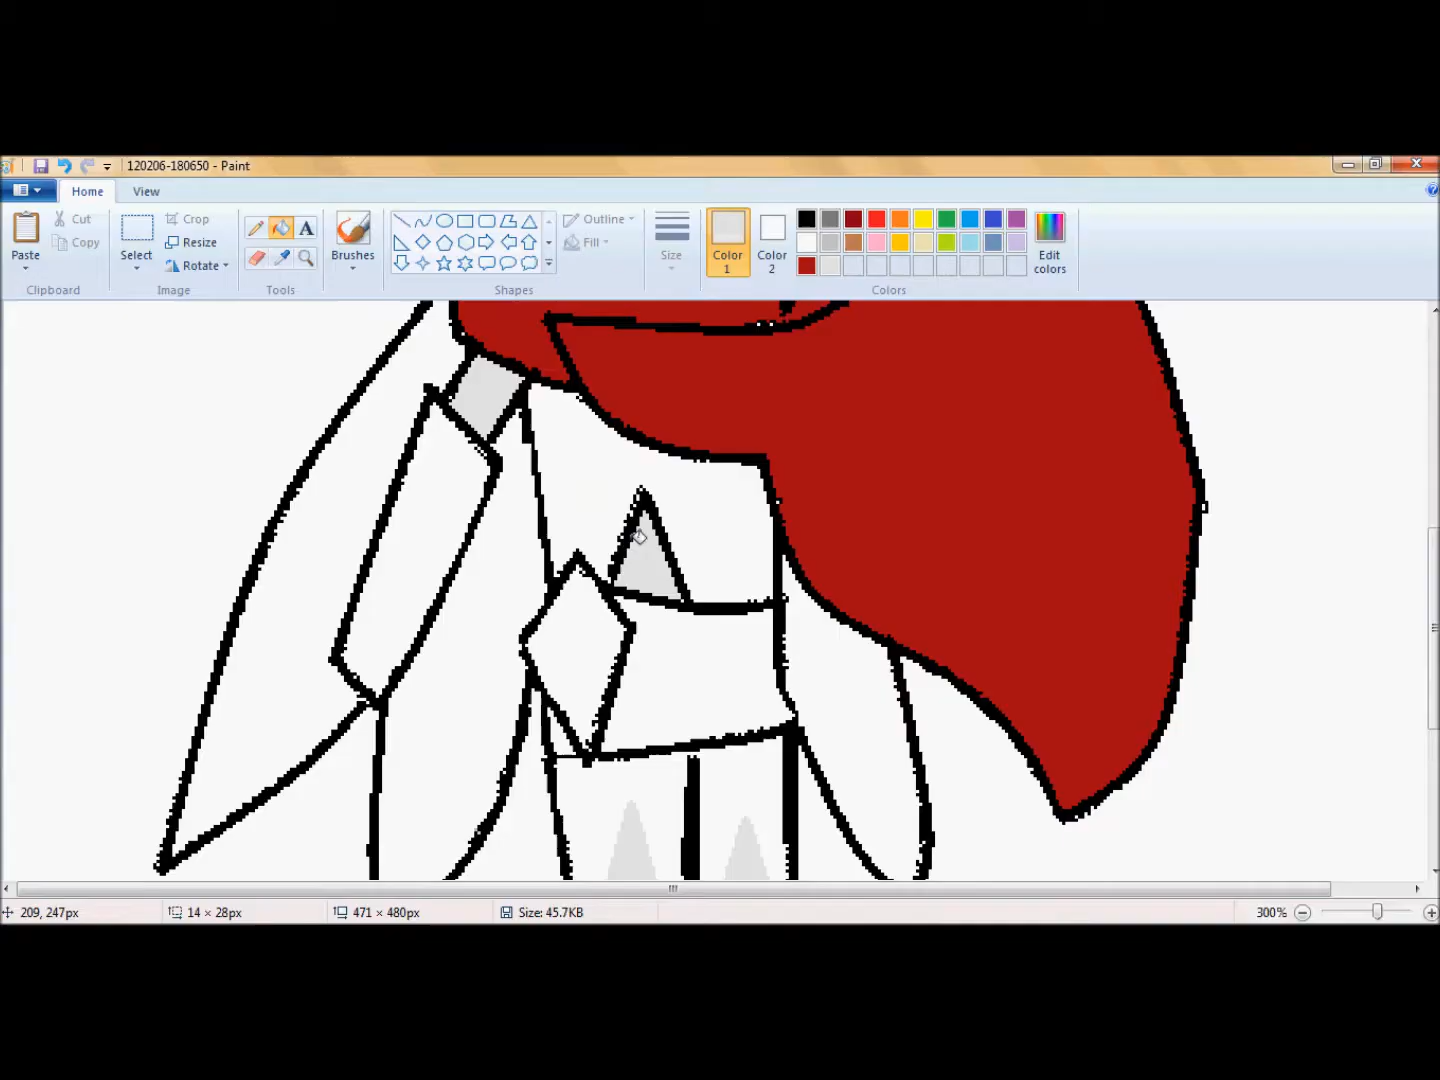 120206-180650 - Paint
Home View
Paste
Cut
Copy
Clipboard
Select
Crop
Resize
Rotate
Image
A
Tools
Brushes
Outline
Fill
Shapes
Size
Color 1
Color 2
Edit colors
Colors
209, 247px
14 × 28px
471 × 480px
Size: 45.7KB
300%